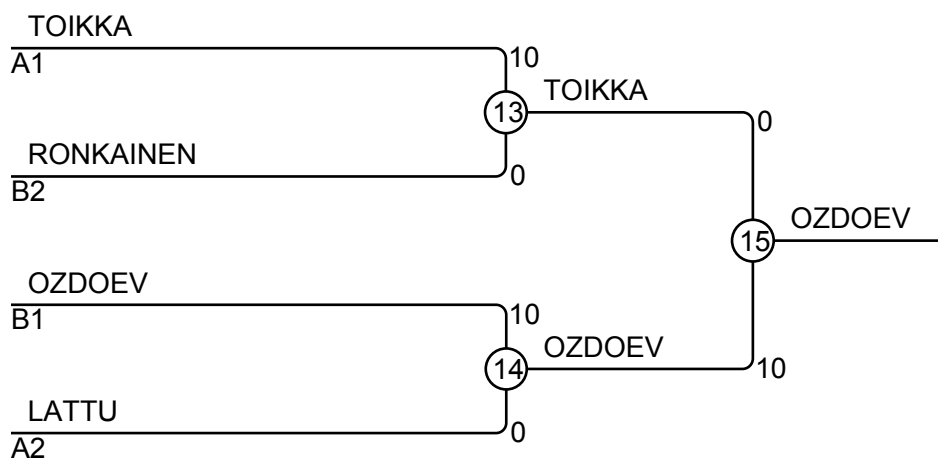 TOIKKA
A1
10
13
TOIKKA
0
RONKAINEN
B2
0
15
OZDOEV
OZDOEV
B1
10
14
OZDOEV
10
LATTU
A2
0